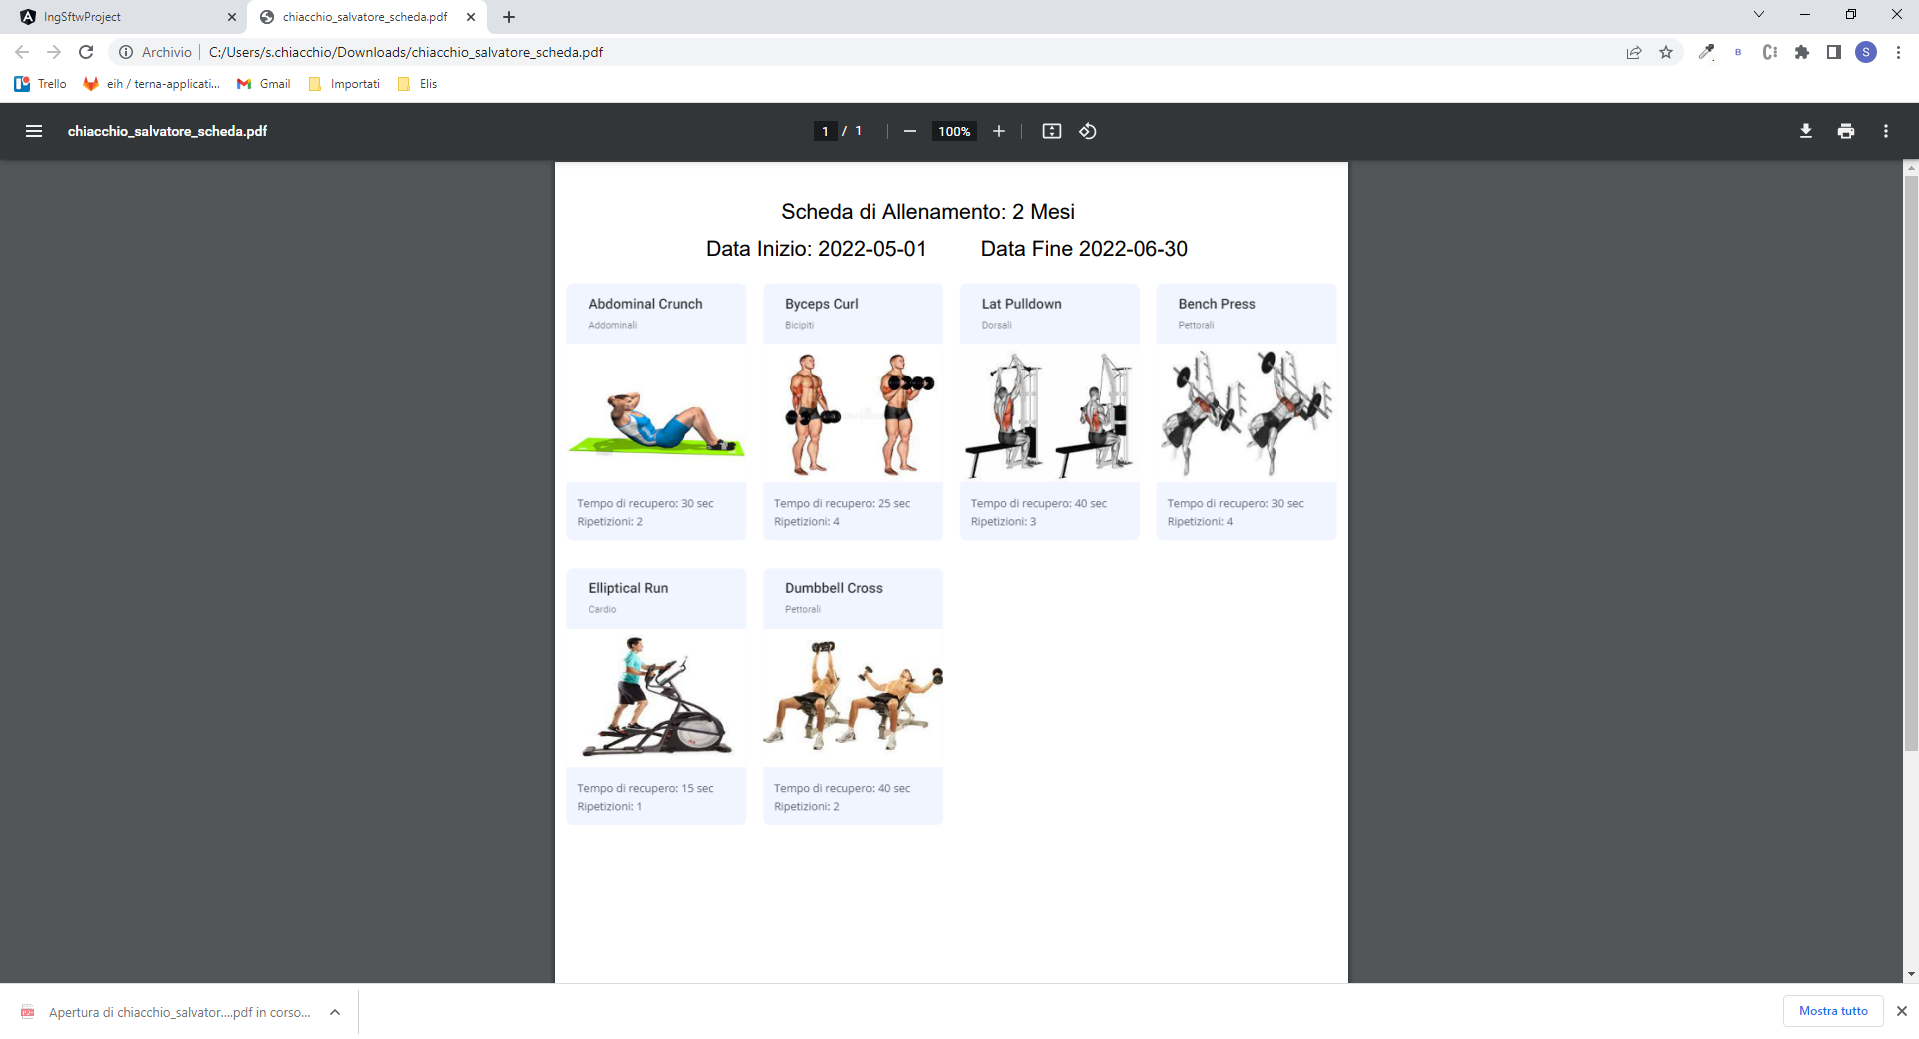 IngSftwProject
chiacchio_salvatore_scheda.pdf
Archivio
C:/Users/s.chiacchio/Downloads/chiacchio_salvatore_scheda.pdf
S
Trello
eih / terna-applicati...
Gmail
Importati
Elis
chiacchio_salvatore_scheda.pdf
1 / 1
100%
Scheda di Allenamento: 2 Mesi
Data Inizio: 2022-05-01 Data Fine 2022-06-30
Abdominal Crunch
Addominali
Tempo di recupero: 30 sec
Ripetizioni: 2
Byceps Curl
Bicipiti
Tempo di recupero: 25 sec
Ripetizioni: 4
Lat Pulldown
Dorsali
Tempo di recupero: 40 sec
Ripetizioni: 3
Bench Press
Pettorali
Tempo di recupero: 30 sec
Ripetizioni: 4
Elliptical Run
Cardio
Tempo di recupero: 15 sec
Ripetizioni: 1
Dumbbell Cross
Pettorali
Tempo di recupero: 40 sec
Ripetizioni: 2
Apertura di chiacchio_salvator....pdf in corso...
Mostra tutto